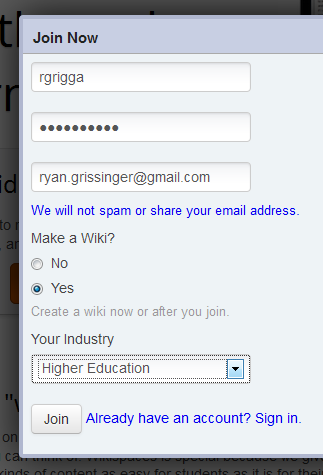 Join Now
rgrigga
●●●●●●●●●●
ryan.grissinger@gmail.com
We will not spam or share your email address.
Make a Wiki?
No
Yes
Create a wiki now or after you join.
Your Industry
Higher Education
Join Already have an account? Sign in.